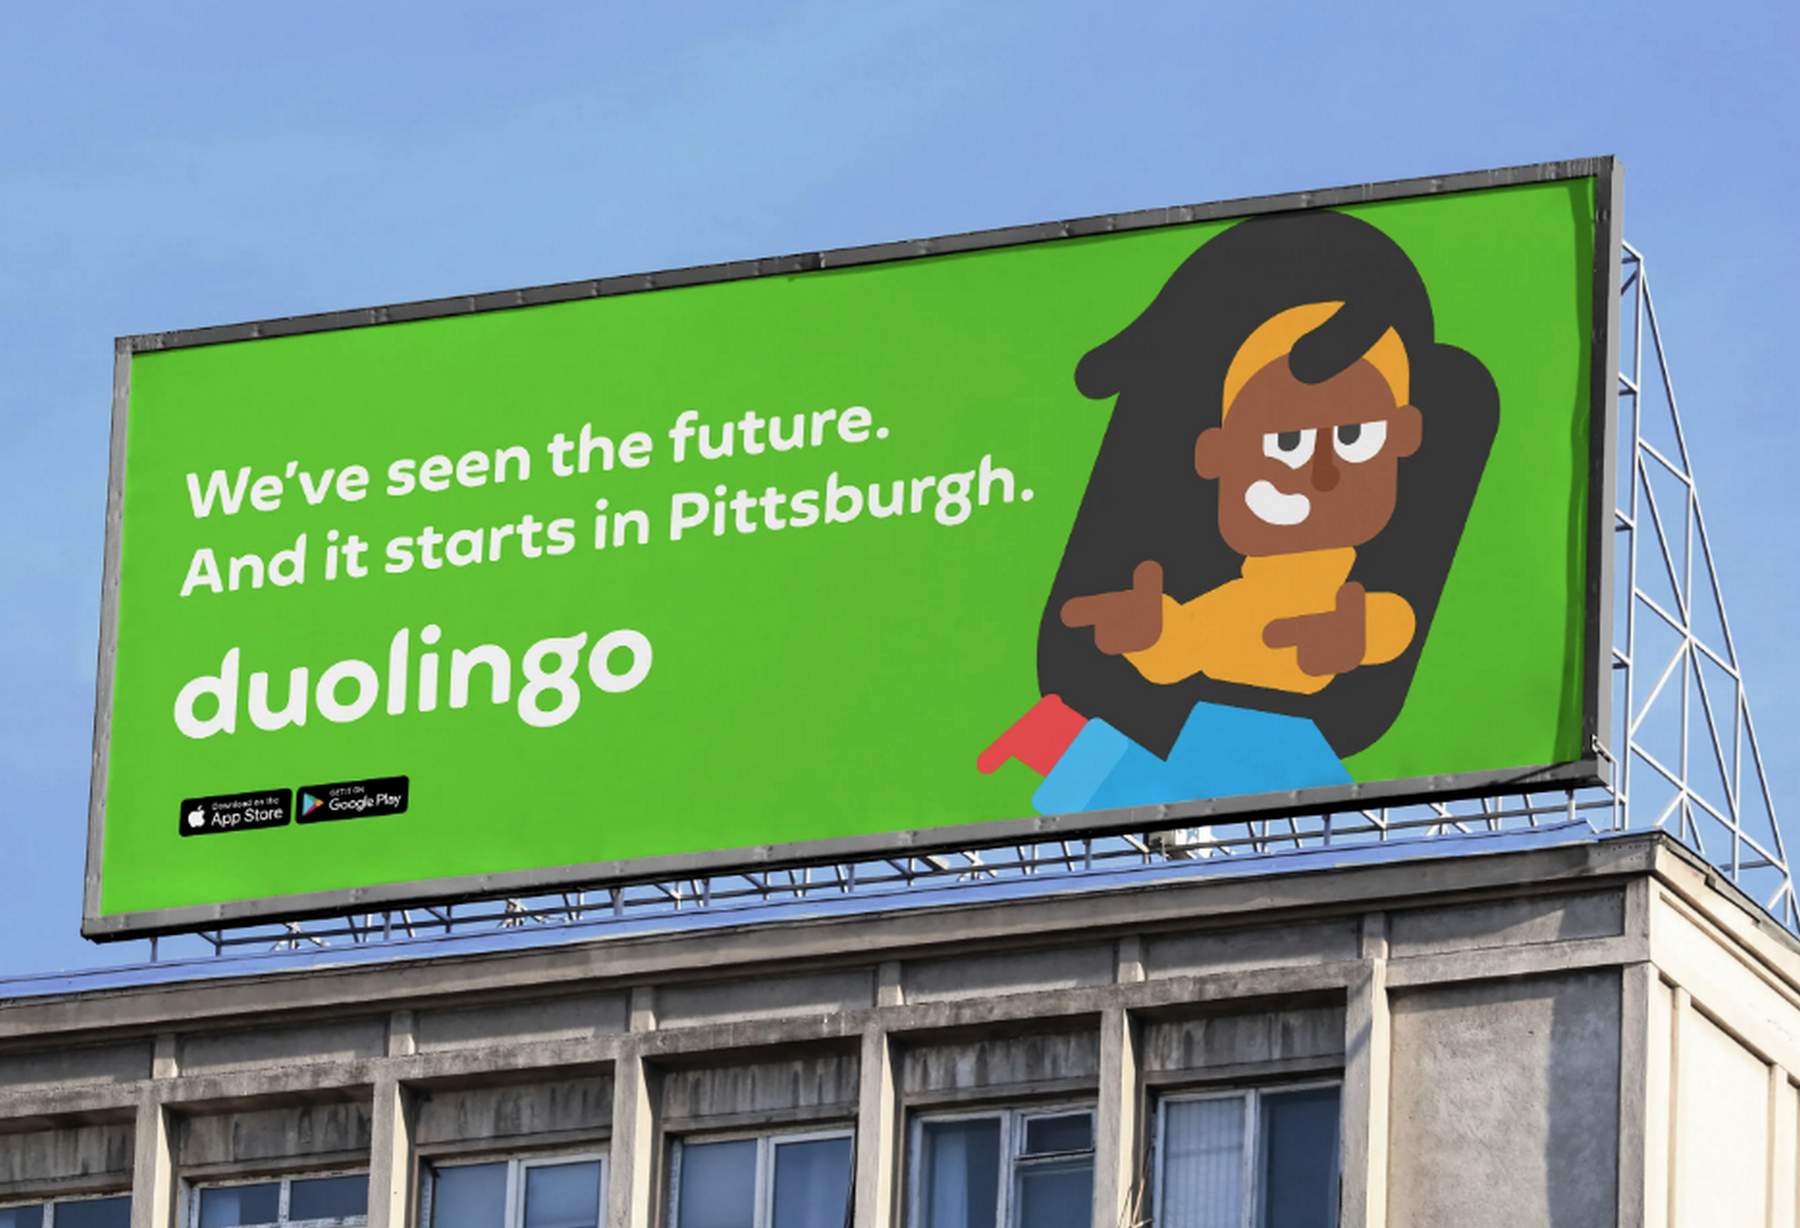 We've seen the future.
And it starts in Pittsburgh.
duolingo
Download on the
App Store
GET IT ON
Google Play